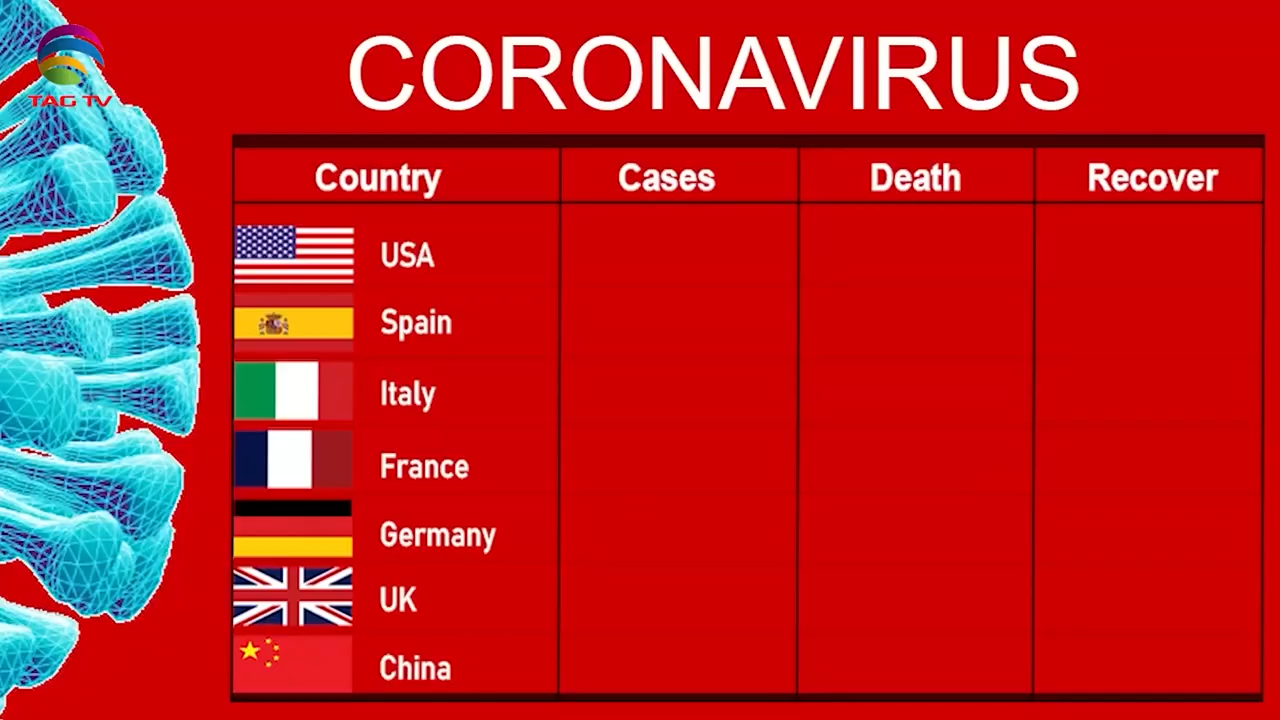 TAG TV
CORONAVIRUS
Country Cases Death Recover
USA
Spain
Italy
France
Germany
UK
China